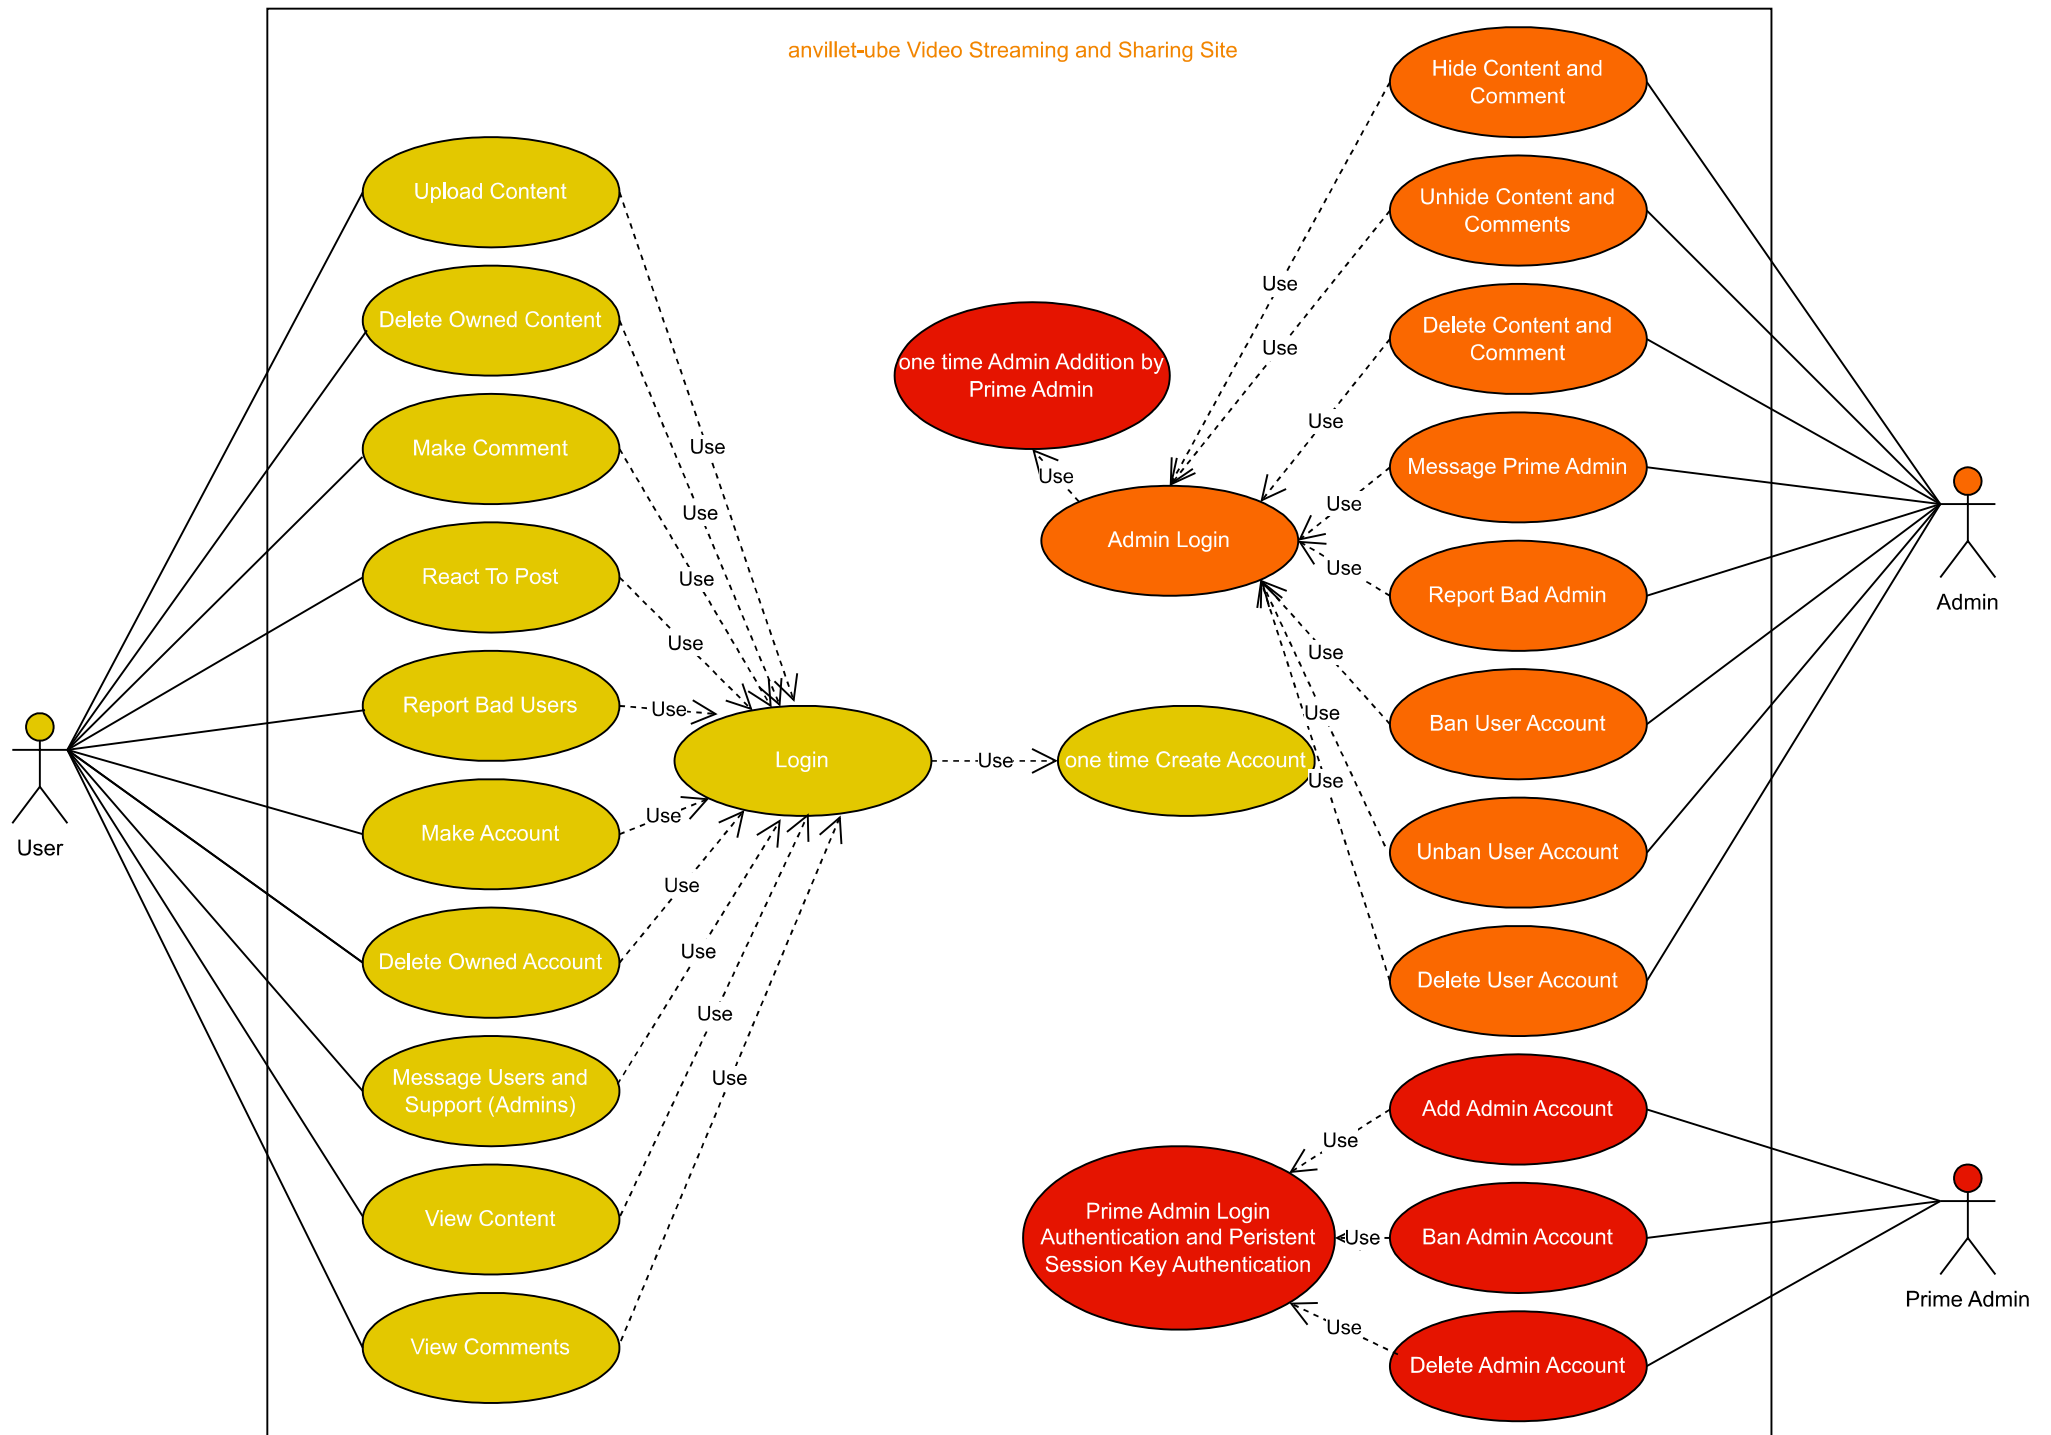 anvillet-ube Video Streaming and Sharing Site
Upload Content
Delete Owned Content
Make Comment
React To Post
Report Bad Users
Make Account
Delete Owned Account
Message Users and
Support (Admins)
View Content
View Comments
User
Use
Use
Use
Use
Use
Use
Use
Use
Use
Use
Login
Use
one time Create Account
one time Admin Addition by
Prime Admin
Use
Admin Login
Use
Use
Use
Use
Use
Use
Use
Use
Hide Content and
Comment
Unhide Content and
Comments
Delete Content and
Comment
Message Prime Admin
Report Bad Admin
Ban User Account
Unban User Account
Delete User Account
Admin
Prime Admin Login
Authentication and Peristent
Session Key Authentication
Use
Use
Use
Add Admin Account
Ban Admin Account
Delete Admin Account
Prime Admin